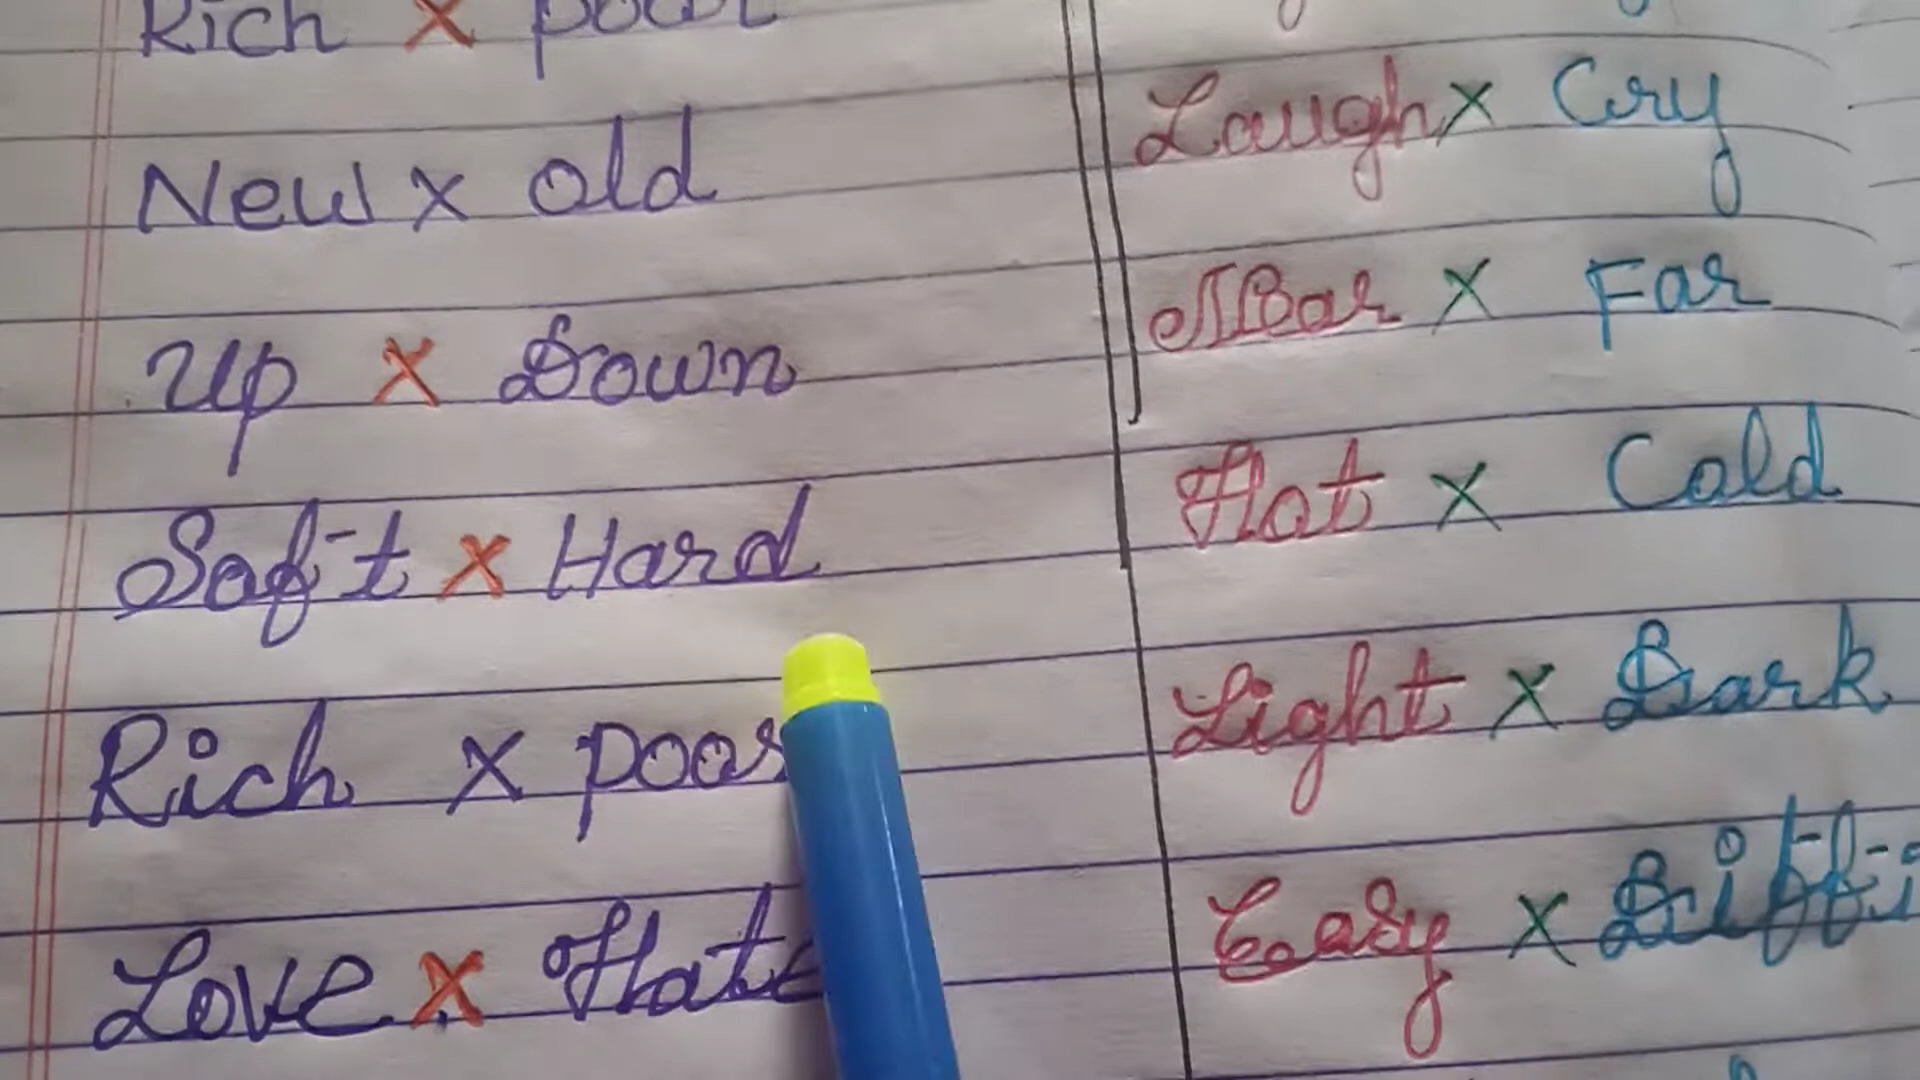 Rich x poor
New x old
Up x Down
Soft x Hard
Rich x poor
Love x Hate
Laugh x Cry
Near x Far
Hot x Cold
Light x Dark
Easy x Diffi